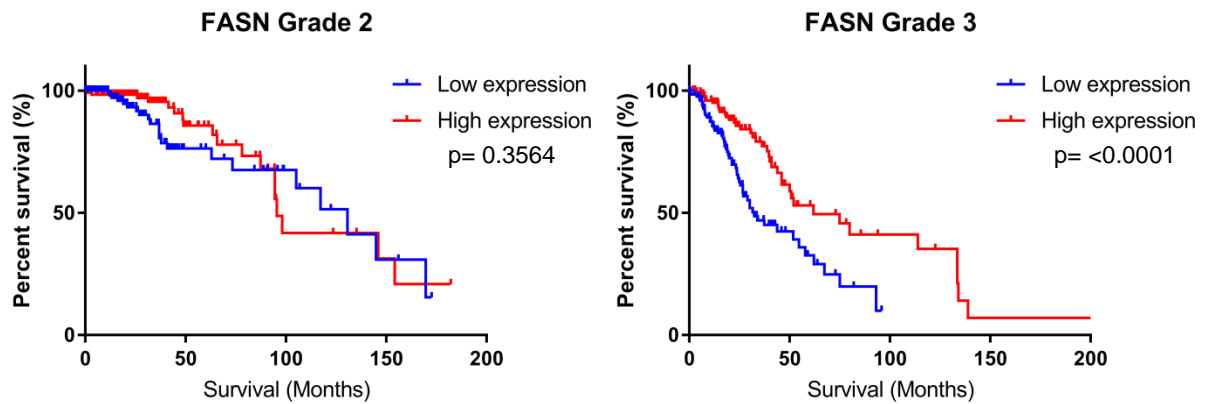 FASN Grade 2
Percent survival (%)
100
50
0
0 50 100 150 200
Survival (Months)
Low expression
High expression
p= 0.3564
FASN Grade 3
Percent survival (%)
100
50
0
0 50 100 150 200
Survival (Months)
Low expression
High expression
p= <0.0001